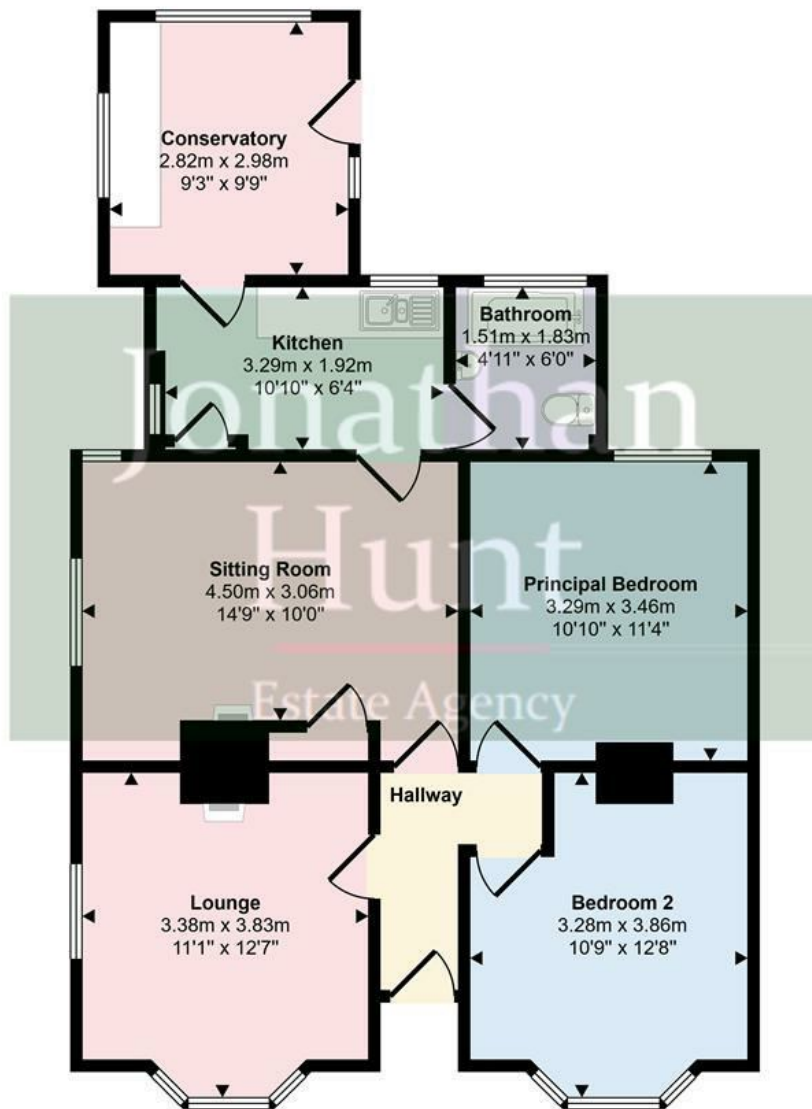 Conservatory
2.82m x 2.98m
9'3" x 9'9"
Kitchen
3.29m x 1.92m
10'10" x 6'4"
Bathroom
1.51m x 1.83m
4'11" x 6'0"
Jonathan
Hunt
Estate Agency
Sitting Room
4.50m x 3.06m
14'9" x 10'0"
Principal Bedroom
3.29m x 3.46m
10'10" x 11'4"
Hallway
Lounge
3.38m x 3.83m
11'1" x 12'7"
Bedroom 2
3.28m x 3.86m
10'9" x 12'8"